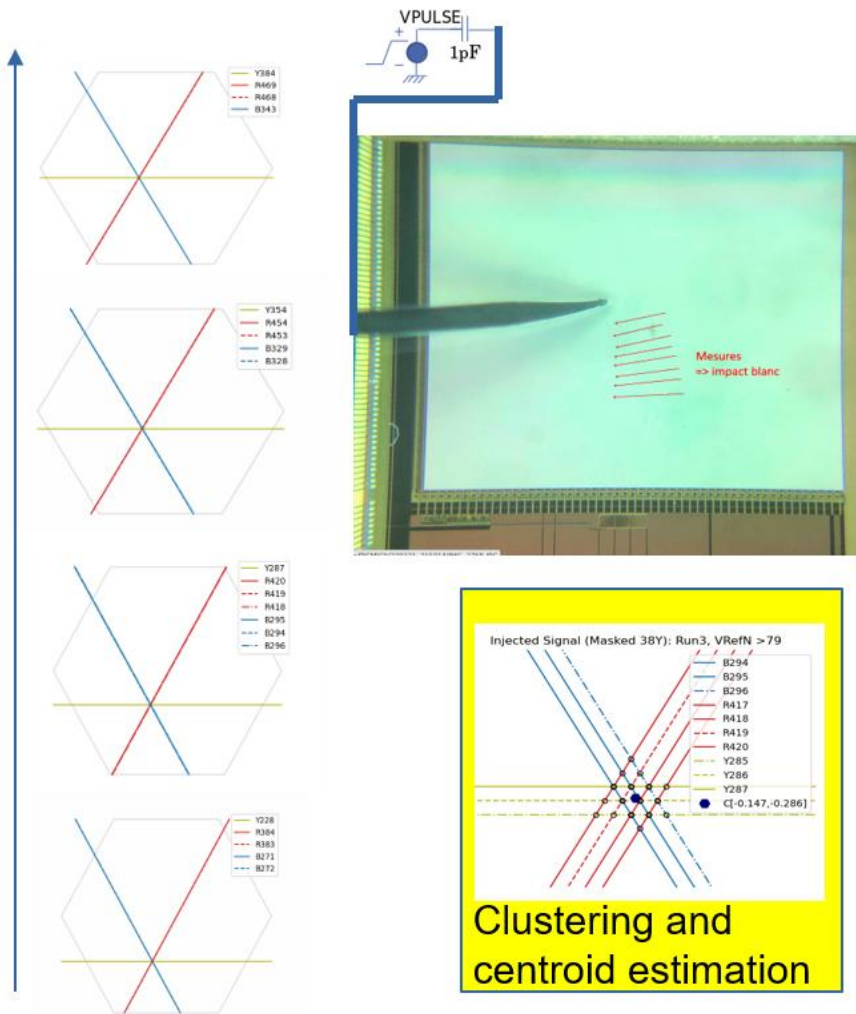 VPULSE
+
−
1pF
Y384
R469
R468
B343
Y354
R454
R453
B329
B328
Mesures
=> impact blanc
Y287
R420
R419
R418
B295
B294
B296
Injected Signal (Masked 38Y): Run3, VRefN >79
B294
B295
B296
R417
R418
R419
R420
Y285
Y286
Y287
C[-0.147,-0.286]
Y228
R384
R383
B271
B272
Clustering and
centroid estimation